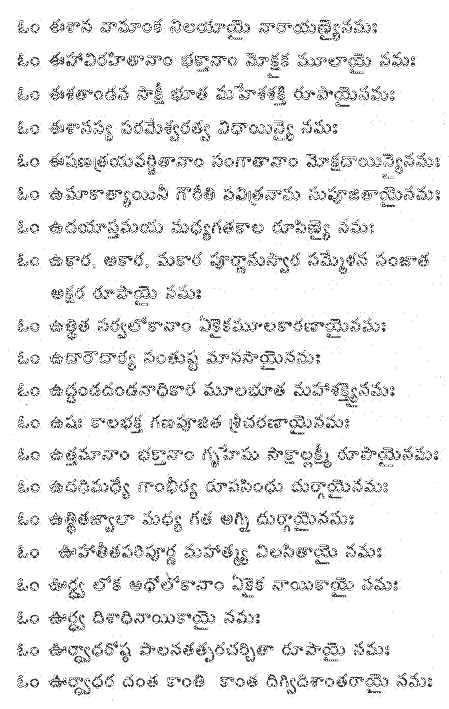 ఓం ఈశాన వామాంక నిలయాయై నారాయణ్యైనమః
ఓం ఈహావిరహితానాం భక్తానాం మోక్షైక మూలాయై నమః
ఓం ఈశతాండవ సాక్షీ భూత మహేశశక్తి రూపాయైనమః
ఓం ఈశానస్య పరమేశ్వరత్వ విధాయిన్యై నమః
ఓం ఈషణత్రయవర్జితానాం సంగాతానాం మోక్షదాయిన్యైనమః
ఓం ఉమాకాత్యాయినీ గౌరీతి పవిత్రనామ సుపూజితాయైనమః
ఓం ఉదయాస్తమయ మధ్యగతకాల రూపిణ్యై నమః
ఓం ఉకార, అకార, మకార పూర్ణానుస్వార సమ్మేళన సంజాత
అక్షర రూపాయై నమః
ఓం ఉత్థిత సర్వలోకానాం ఏకైకమూలకారణాయైనమః
ఓం ఉదారౌదార్య సంతుష్ట మానసాయైనమః
ఓం ఉద్దండదండనాధికార మూలభూత మహాశక్త్యైనమః
ఓం ఉషః కాలభక్త గణపూజిత శ్రీచరణాయైనమః
ఓం ఉత్తమానాం భక్తానాం గృహేషు సాక్షాల్లక్ష్మీ రూపాయైనమః
ఓం ఉదధిమధ్యే గాంభీర్య రూపసింధు దుర్గాయైనమః
ఓం ఉత్థితజ్వాలా మధ్య గత అగ్ని దుర్గాయైనమః
ఓం ఊహాతీతపరిపూర్ణ మహాత్మ్య విలసితాయై నమః
ఓం ఊర్ధ్వ లోక అధోలోకానాం ఏకైక నాయికాయై నమః
ఓం ఊర్ధ్వ దిశాధినాయికాయై నమః
ఓం ఊర్ధ్వాధరోష్ఠ పాలనతత్పరచర్చితా రూపాయై నమః
ఓం ఊర్ధ్వాధర దంత కాంతి కాంత దిగ్విదిశాంతరాయై నమః